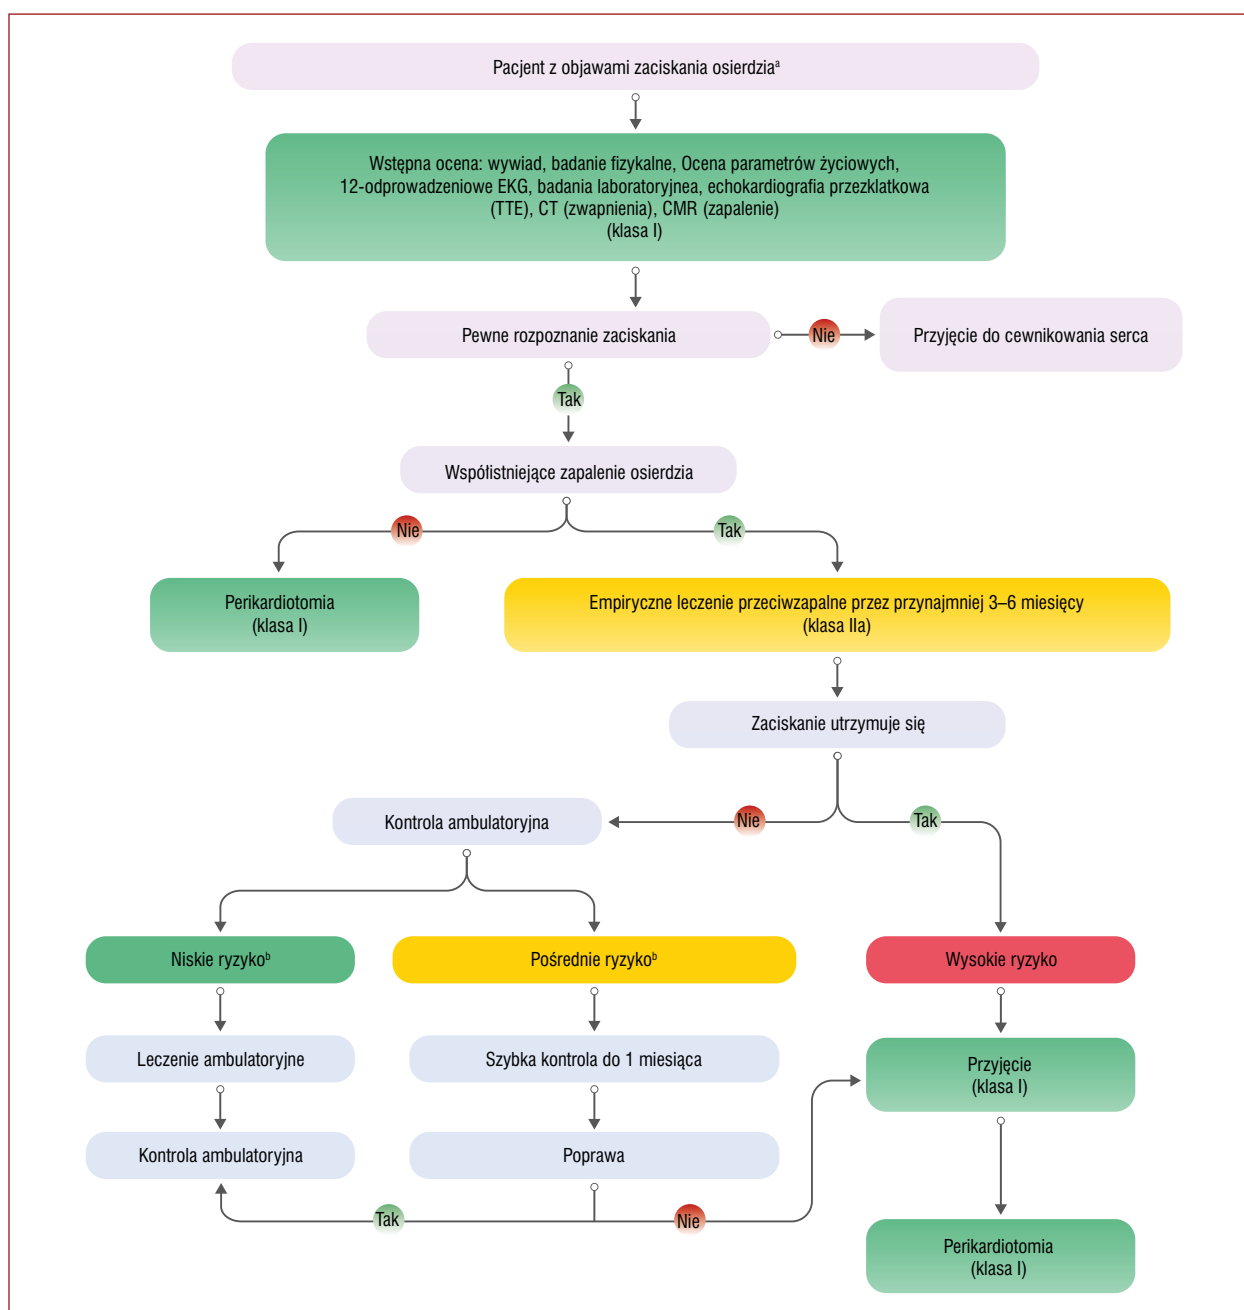 Pacjent z objawami zaciskania osierdziaᵃ
Wstępna ocena: wywiad, badanie fizykalne, Ocena parametrów życiowych,
12-odprowadzeniowe EKG, badania laboratoryjnea, echokardiografia przezklatkowa
(TTE), CT (zwapnienia), CMR (zapalenie)
(klasa I)
Pewne rozpoznanie zaciskania
Nie
Przyjęcie do cewnikowania serca
Tak
Współistniejące zapalenie osierdzia
Nie
Tak
Perikardiotomia
(klasa I)
Empiryczne leczenie przeciwzapalne przez przynajmniej 3–6 miesięcy
(klasa IIa)
Zaciskanie utrzymuje się
Kontrola ambulatoryjna
Nie
Tak
Niskie ryzykoᵇ
Pośrednie ryzykoᵇ
Wysokie ryzyko
Leczenie ambulatoryjne
Szybka kontrola do 1 miesiąca
Przyjęcie
(klasa I)
Kontrola ambulatoryjna
Poprawa
Tak
Nie
Perikardiotomia
(klasa I)